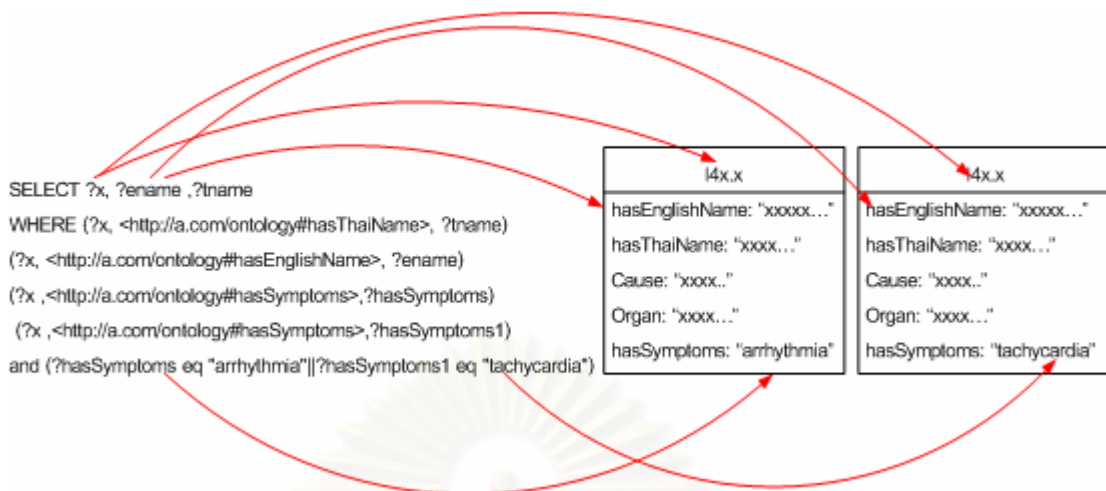 SELECT ?x, ?ename ,?tname
WHERE (?x, <http://a.com/ontology#hasThaiName>, ?tname)
(?x, <http://a.com/ontology#hasEnglishName>, ?ename)
(?x ,<http://a.com/ontology#hasSymptoms>,?hasSymptoms)
(?x ,<http://a.com/ontology#hasSymptoms>,?hasSymptoms1)
and (?hasSymptoms eq "arrhythmia"||?hasSymptoms1 eq "tachycardia")
I4x.x
hasEnglishName: “xxxxx…”
hasThaiName: “xxxx…”
Cause: “xxxx..”
Organ: “xxxx…”
hasSymptoms: “arrhythmia”
I4x.x
hasEnglishName: “xxxxx…”
hasThaiName: “xxxx…”
Cause: “xxxx..”
Organ: “xxxx…”
hasSymptoms: “tachycardia”